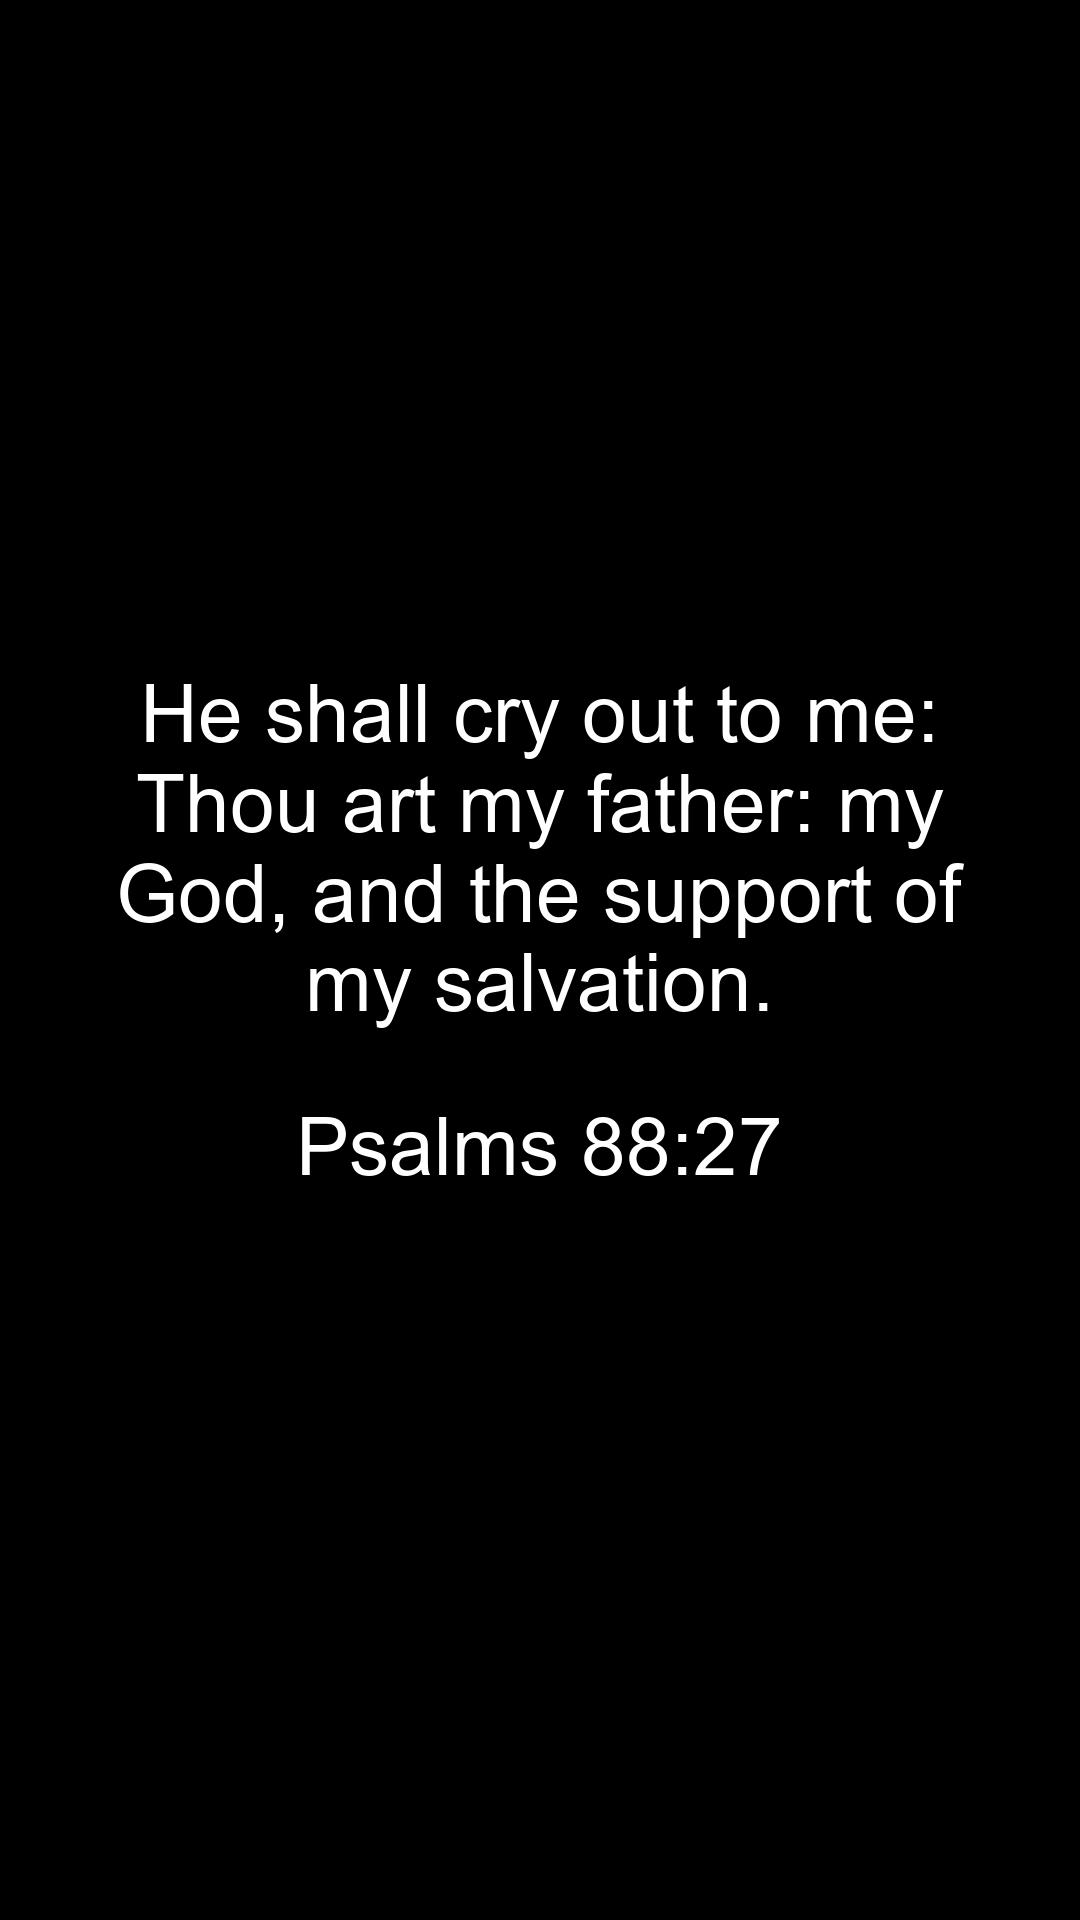 He shall cry out to me:
Thou art my father: my
God, and the support of
my salvation.
Psalms 88:27